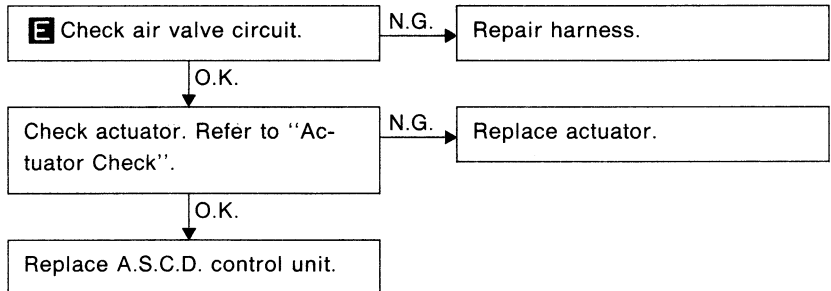 E Check air valve circuit.
N.G.
Repair harness.
O.K.
Check actuator. Refer to "Ac-
tuator Check".
N.G.
Replace actuator.
O.K.
Replace A.S.C.D. control unit.